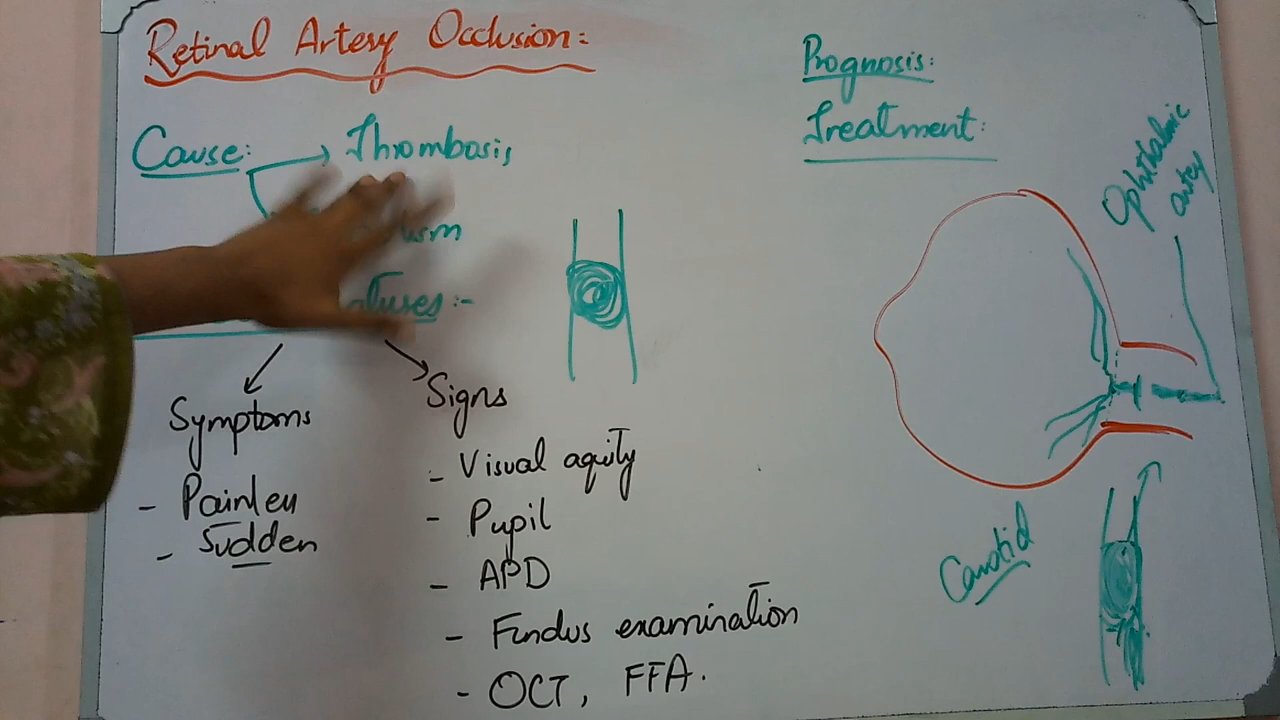 Retinal Artery Occlusion:
Cause: Thrombosis
Symptoms
- Painless
- Sudden
Signs
- Visual aquity
- Pupil
- APD
- Fundus examination
- OCT, FFA.
Prognosis:
Treatment:
Ophthalmic
artey
Carotid